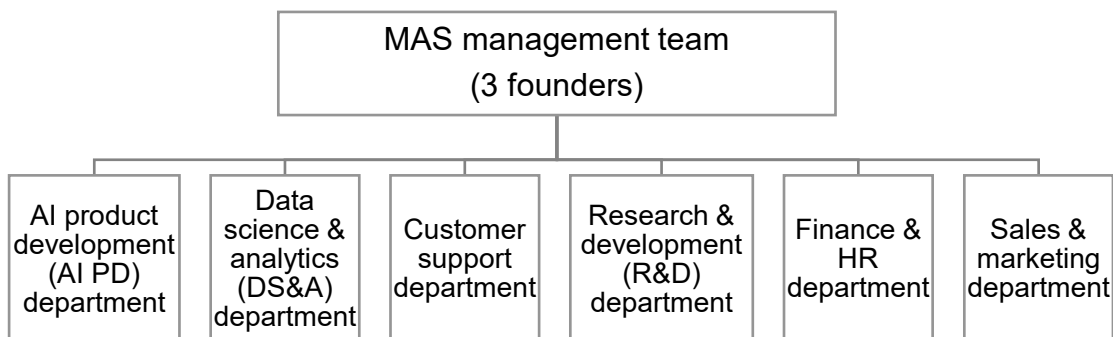 MAS management team
(3 founders)
AI product
development
(AI PD)
department
Data
science &
analytics
(DS&A)
department
Customer
support
department
Research &
development
(R&D)
department
Finance &
HR
department
Sales &
marketing
department